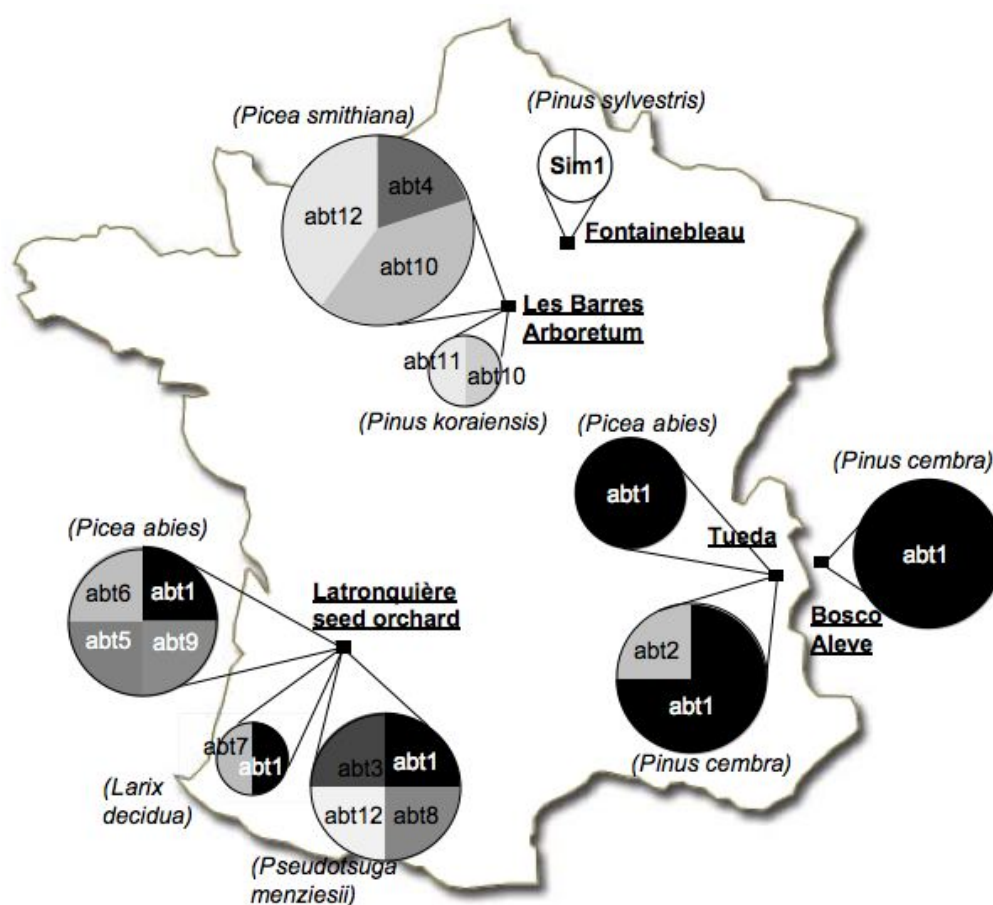 (Pinus sylvestris)
(Picea smithiana)
Sim1
abt4
abt12
Fontainebleau
abt10
Les Barres
Arboretum
abt11
abt10
(Pinus koraiensis)
(Picea abies)
(Pinus cembra)
abt1
Tueda
abt1
Bosco
Aleve
abt2
abt1
(Pinus cembra)
(Picea abies)
abt6
abt1
abt5
abt9
Latronquière
seed orchard
abt7
abt1
(Larix
decidua)
abt3
abt1
abt12
abt8
(Pseudotsuga
menziesii)